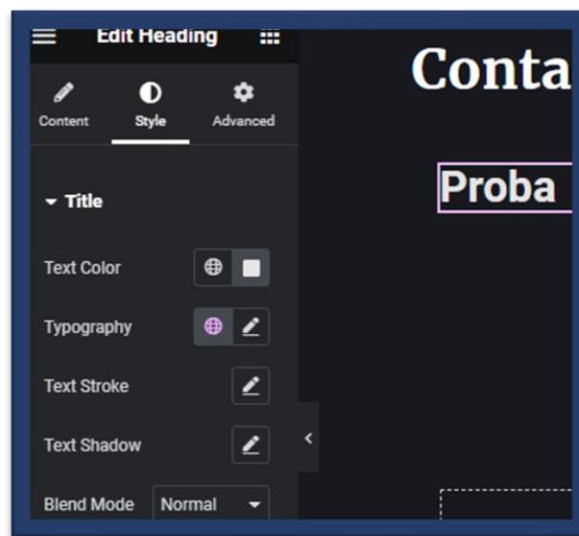 Edit Heading
Content Style Advanced
Title
Text Color
Typography
Text Stroke
Text Shadow
Blend Mode Normal
Conta
Proba